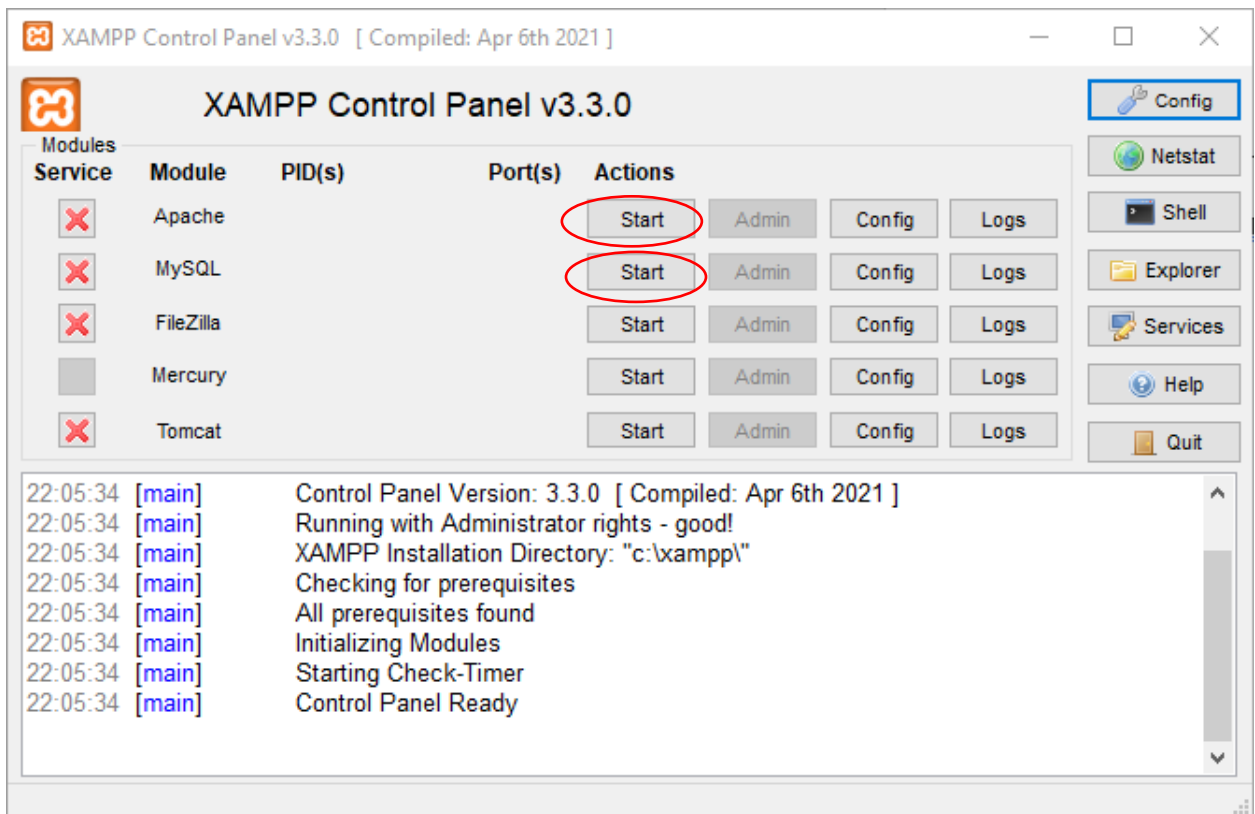 XAMPP Control Panel v3.3.0 [ Compiled: Apr 6th 2021 ]
XAMPP Control Panel v3.3.0
Config
Modules
Service Module PID(s) Port(s) Actions
Netstat
Apache Start Admin Config Logs
Shell
MySQL Start Admin Config Logs
Explorer
FileZilla Start Admin Config Logs
Services
Mercury Start Admin Config Logs
Help
Tomcat Start Admin Config Logs
Quit
22:05:34 [main] Control Panel Version: 3.3.0 [ Compiled: Apr 6th 2021 ]
22:05:34 [main] Running with Administrator rights - good!
22:05:34 [main] XAMPP Installation Directory: "c:\xampp\"
22:05:34 [main] Checking for prerequisites
22:05:34 [main] All prerequisites found
22:05:34 [main] Initializing Modules
22:05:34 [main] Starting Check-Timer
22:05:34 [main] Control Panel Ready